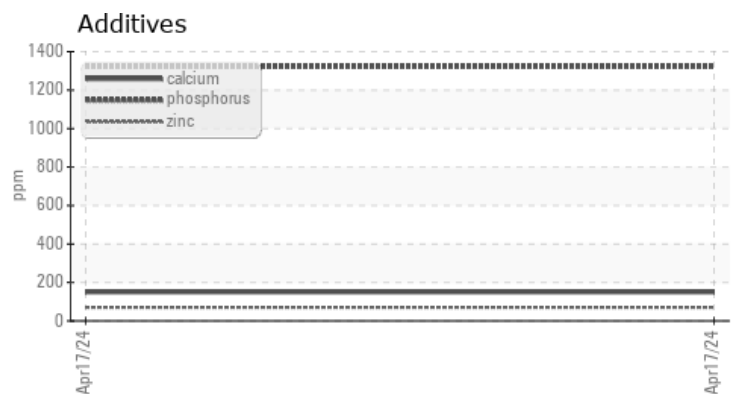 Additives
1400
1200
1000
800
600
400
200
0
ppm
calcium
phosphorus
zinc
Apr17/24
Apr17/24